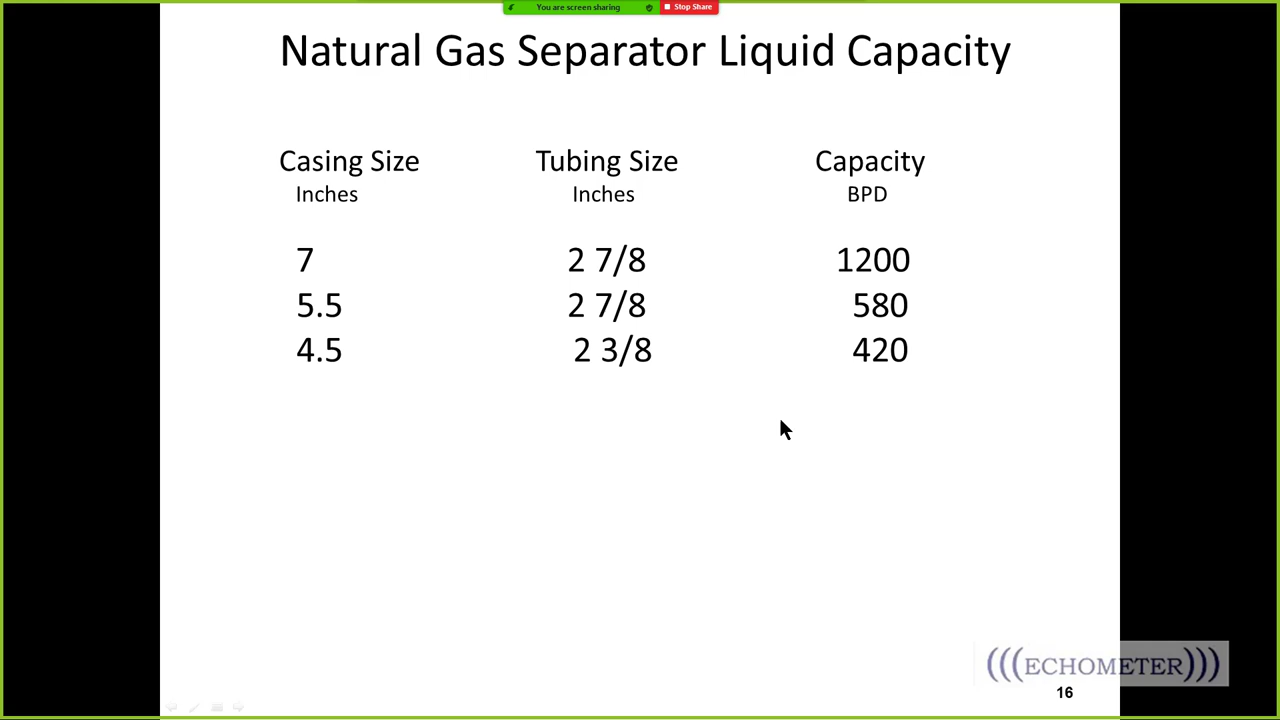 You are screen sharing Stop Share
Natural Gas Separator Liquid Capacity
Casing Size Tubing Size Capacity
Inches Inches BPD
7 2 7/8 1200
5.5 2 7/8 580
4.5 2 3/8 420
(((ECHOMETER)))
16